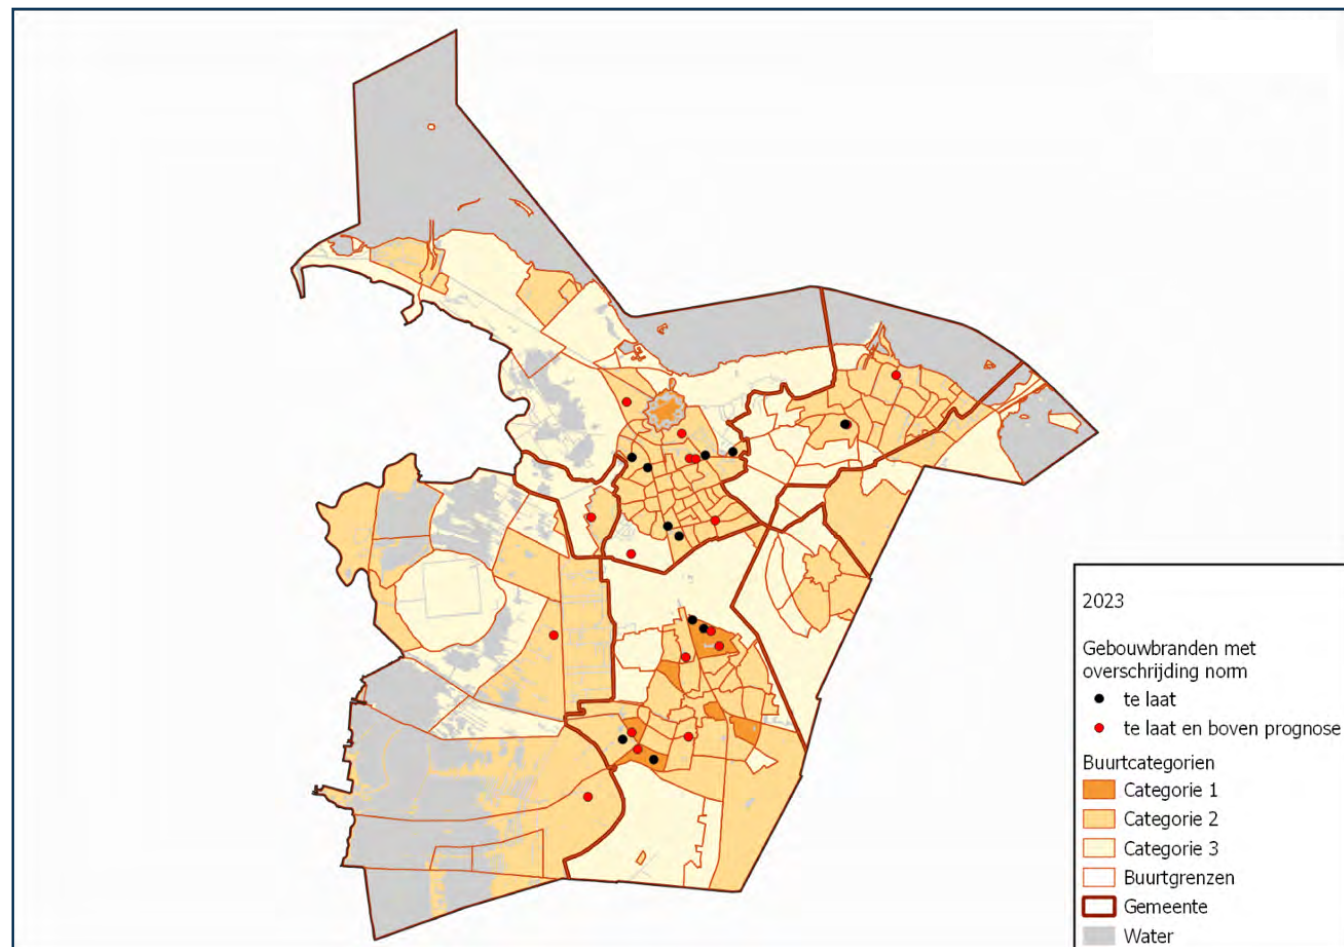 2023
Gebouwbranden met
overschrijding norm
te laat
te laat en boven prognose
Buurtcategorien
Categorie 1
Categorie 2
Categorie 3
Buurtgrenzen
Gemeente
Water